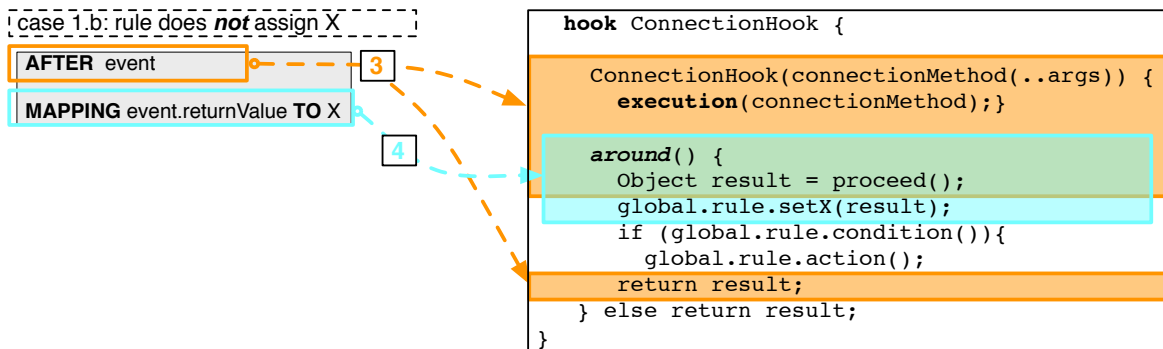 case 1.b: rule does not assign X
AFTER event
MAPPING event.returnValue TO X
3
4
hook ConnectionHook {
ConnectionHook(connectionMethod(..args)) {
execution(connectionMethod);}
around() {
Object result = proceed();
global.rule.setX(result);
if (global.rule.condition()){
global.rule.action();
return result;
} else return result;
}